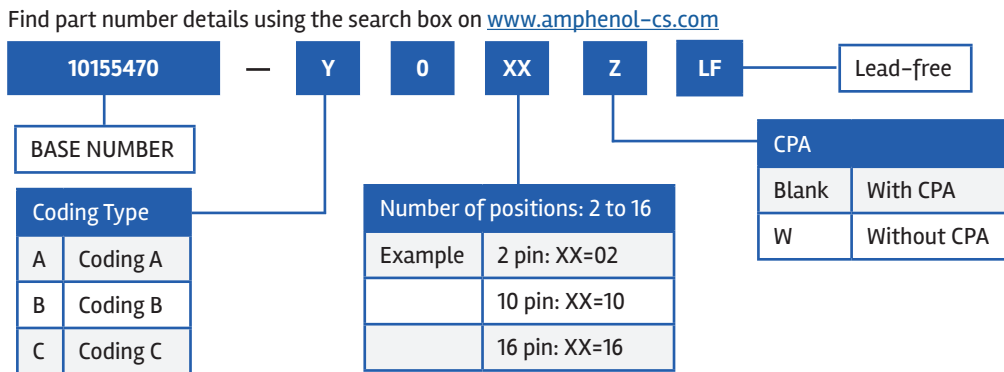 Find part number details using the search box on www.amphenol-cs.com
10155470 — Y 0 XX Z LF Lead-free
BASE NUMBER
Coding Type
A Coding A
B Coding B
C Coding C
Number of positions: 2 to 16
Example 2 pin: XX=02
10 pin: XX=10
16 pin: XX=16
CPA
Blank With CPA
W Without CPA